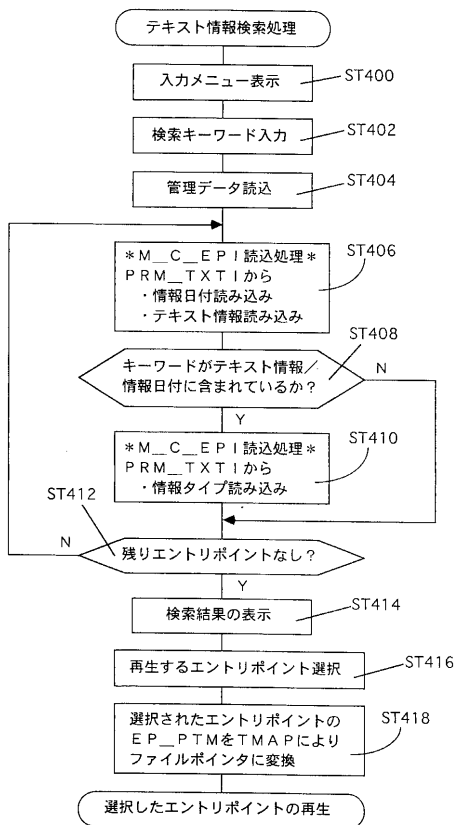 テキスト情報検索処理
入力メニュー表示
ST400
検索キーワード入力
ST402
管理データ読込
ST404
＊M＿C＿EPI読込処理＊
PRM＿TXTIから
・情報日付読み込み
・テキスト情報読み込み
ST406
キーワードがテキスト情報／
情報日付に含まれているか？
ST408
N
Y
＊M＿C＿EPI読込処理＊
PRM＿TXTIから
・情報タイプ読み込み
ST410
ST412
N
残りエントリポイントなし？
Y
検索結果の表示
ST414
再生するエントリポイント選択
ST416
選択されたエントリポイントの
EP＿PTMをTMAPにより
ファイルポインタに変換
ST418
選択したエントリポイントの再生